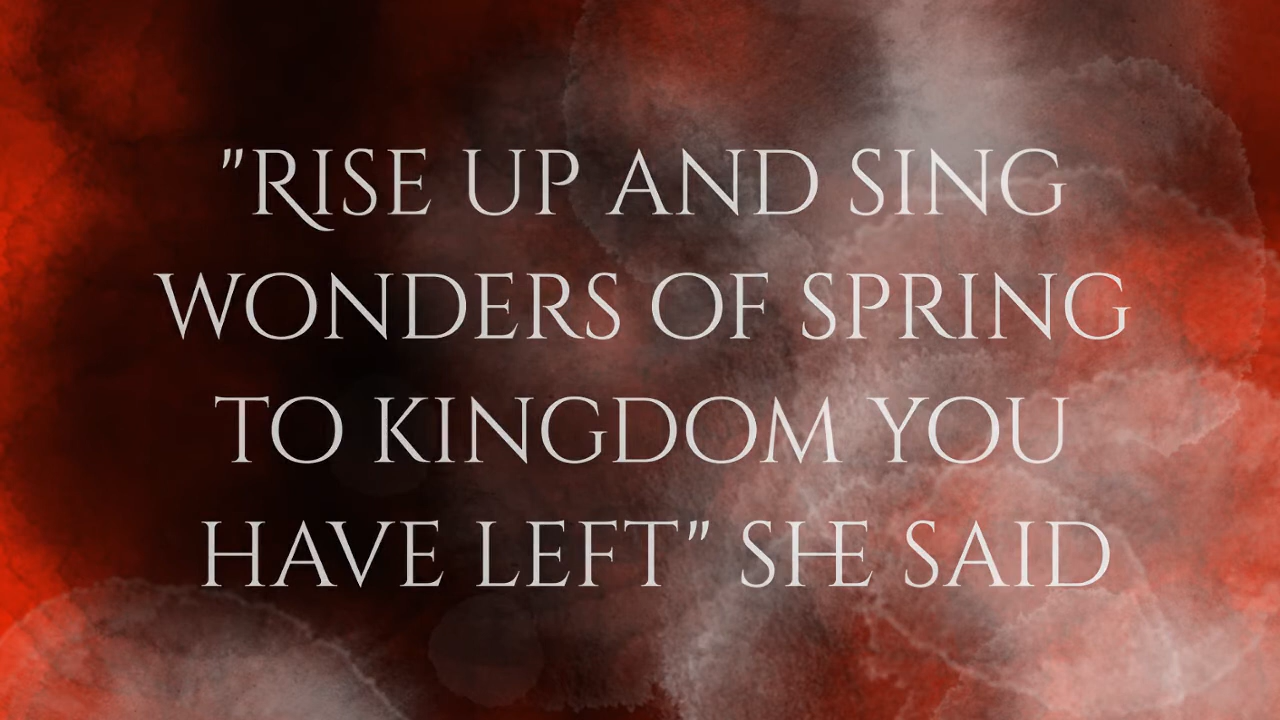 "RISE UP AND SING
WONDERS OF SPRING
TO KINGDOM YOU
HAVE LEFT" SHE SAID